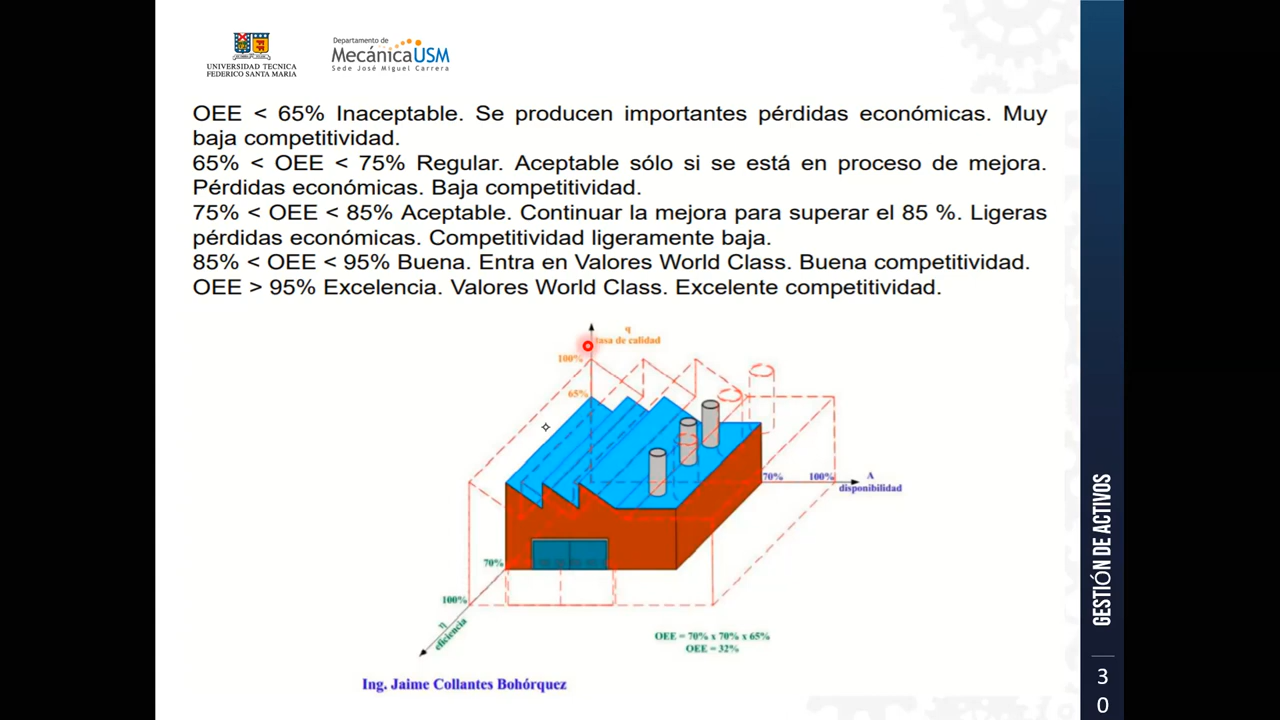 UNIVERSIDAD TECNICA
FEDERICO SANTA MARIA
Departamento de
MecánicaUSM
Sede José Miguel Carrera
OEE < 65% Inaceptable. Se producen importantes pérdidas económicas. Muy
baja competitividad.
65% < OEE < 75% Regular. Aceptable sólo si se está en proceso de mejora.
Pérdidas económicas. Baja competitividad.
75% < OEE < 85% Aceptable. Continuar la mejora para superar el 85 %. Ligeras
pérdidas económicas. Competitividad ligeramente baja.
85% < OEE < 95% Buena. Entra en Valores World Class. Buena competitividad.
OEE > 95% Excelencia. Valores World Class. Excelente competitividad.
q
tasa de calidad
100%
65%
70%
100%
A
disponibilidad
70%
100%
η
eficiencia
OEE = 70% x 70% x 65%
OEE = 32%
Ing. Jaime Collantes Bohórquez
GESTIÓN DE ACTIVOS
3
0